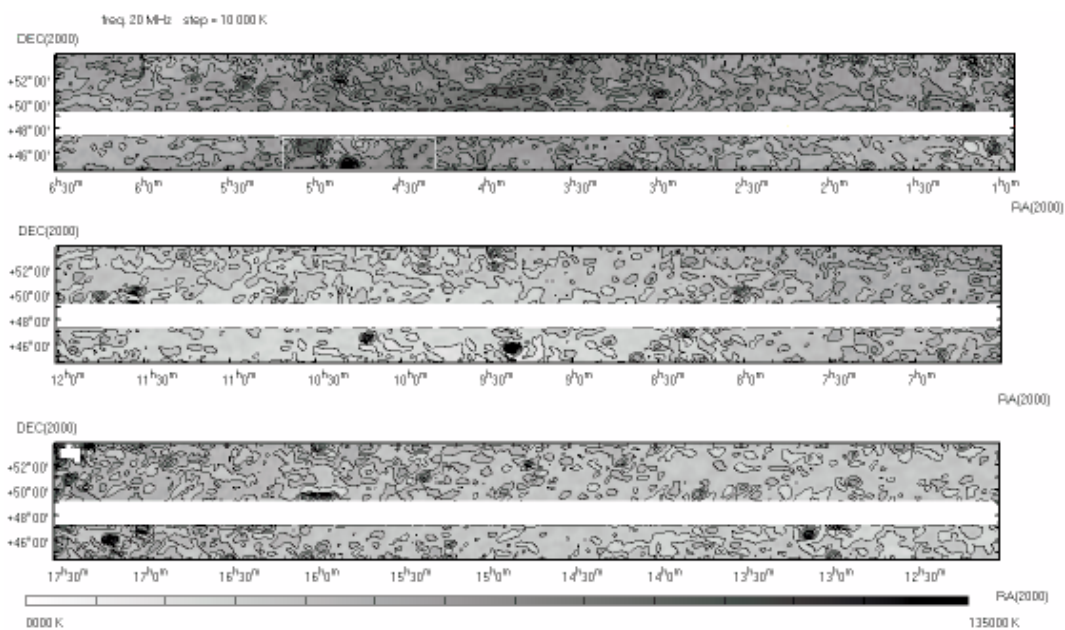 freq. 20 MHz step = 10 000 K
DEC(2000)
+52°00'
+50°00'
+48°00'
+46°00'
6h30m 6h0m 5h30m 5h0m 4h30m 4h0m 3h30m 3h0m 2h30m 2h0m 1h30m 1h0m
RA(2000)
DEC(2000)
+52°00'
+50°00'
+48°00'
+46°00'
12h0m 11h30m 11h0m 10h30m 10h0m 9h30m 9h0m 8h30m 8h0m 7h30m 7h0m
RA(2000)
DEC(2000)
+52°00'
+50°00'
+48°00'
+46°00'
17h30m 17h0m 16h30m 16h0m 15h30m 15h0m 14h30m 14h0m 13h30m 13h0m 12h30m
RA(2000)
0000 K 135000 K